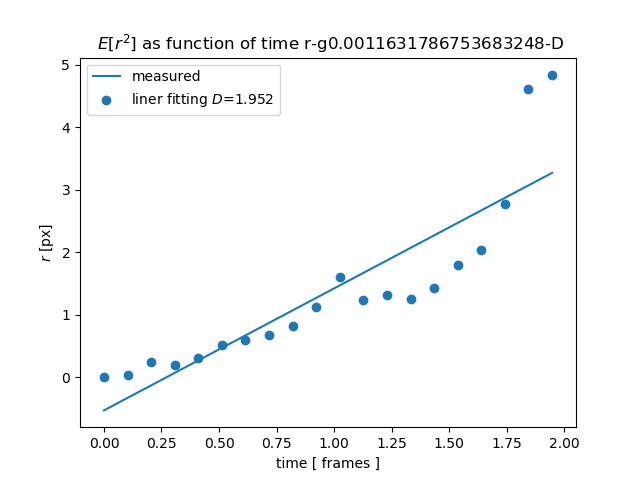 E[r²] as function of time r-g0.0011631786753683248-D
measured
liner fitting D=1.952
5
4
3
2
1
0
r [px]
0.00 0.25 0.50 0.75 1.00 1.25 1.50 1.75 2.00
time [ frames ]